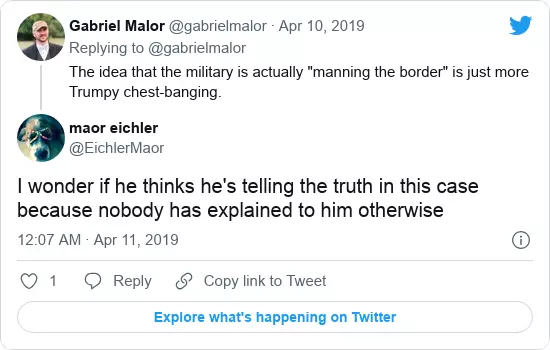 Gabriel Malor @gabrielmalor · Apr 10, 2019
Replying to @gabrielmalor
The idea that the military is actually "manning the border" is just more
Trumpy chest-banging.
maor eichler
@EichlerMaor
I wonder if he thinks he's telling the truth in this case
because nobody has explained to him otherwise
12:07 AM · Apr 11, 2019
1 Reply Copy link to Tweet
Explore what's happening on Twitter